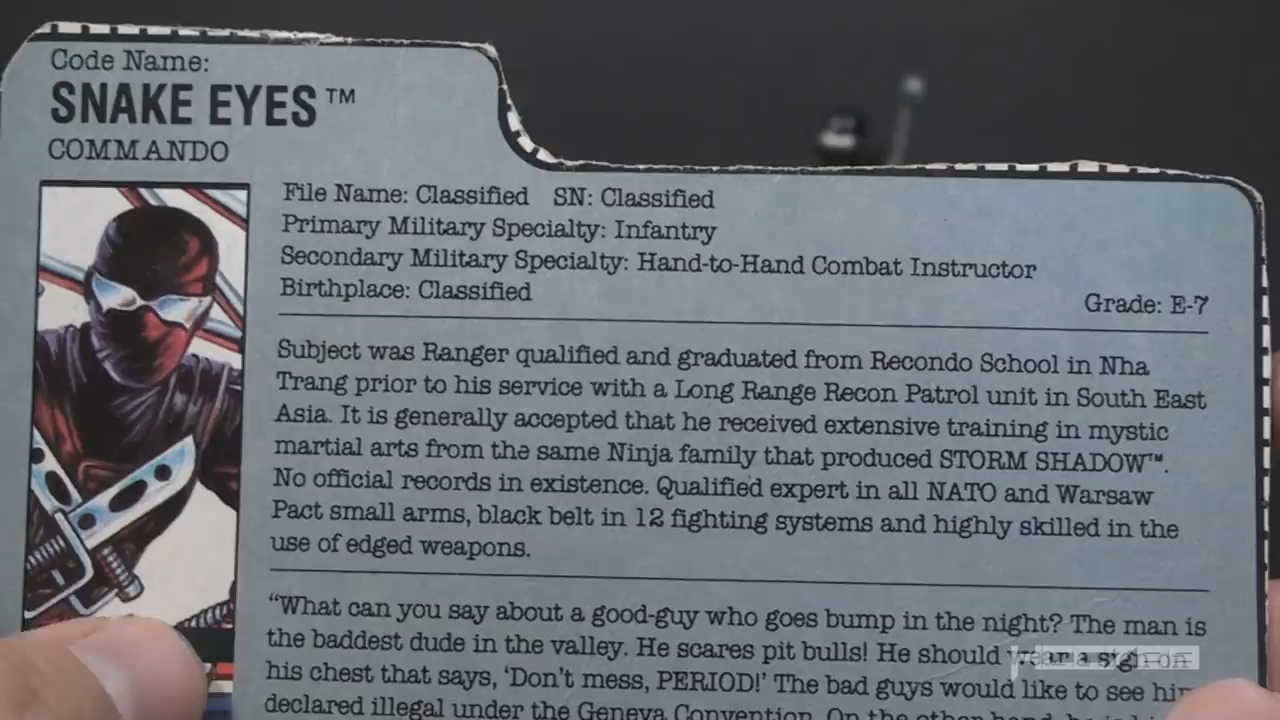 Code Name:
SNAKE EYES™
COMMANDO
File Name: Classified SN: Classified
Primary Military Specialty: Infantry
Secondary Military Specialty: Hand-to-Hand Combat Instructor
Birthplace: Classified
Grade: E-7
Subject was Ranger qualified and graduated from Recondo School in Nha
Trang prior to his service with a Long Range Recon Patrol unit in South East
Asia. It is generally accepted that he received extensive training in mystic
martial arts from the same Ninja family that produced STORM SHADOW™.
No official records in existence. Qualified expert in all NATO and Warsaw
Pact small arms, black belt in 12 fighting systems and highly skilled in the
use of edged weapons.
“What can you say about a good-guy who goes bump in the night? The man is
the baddest dude in the valley. He scares pit bulls! He should wear a sign on
his chest that says, ‘Don't mess, PERIOD!’ The bad guys would like to see him
declared illegal under the Geneva Convention. On the other hand,